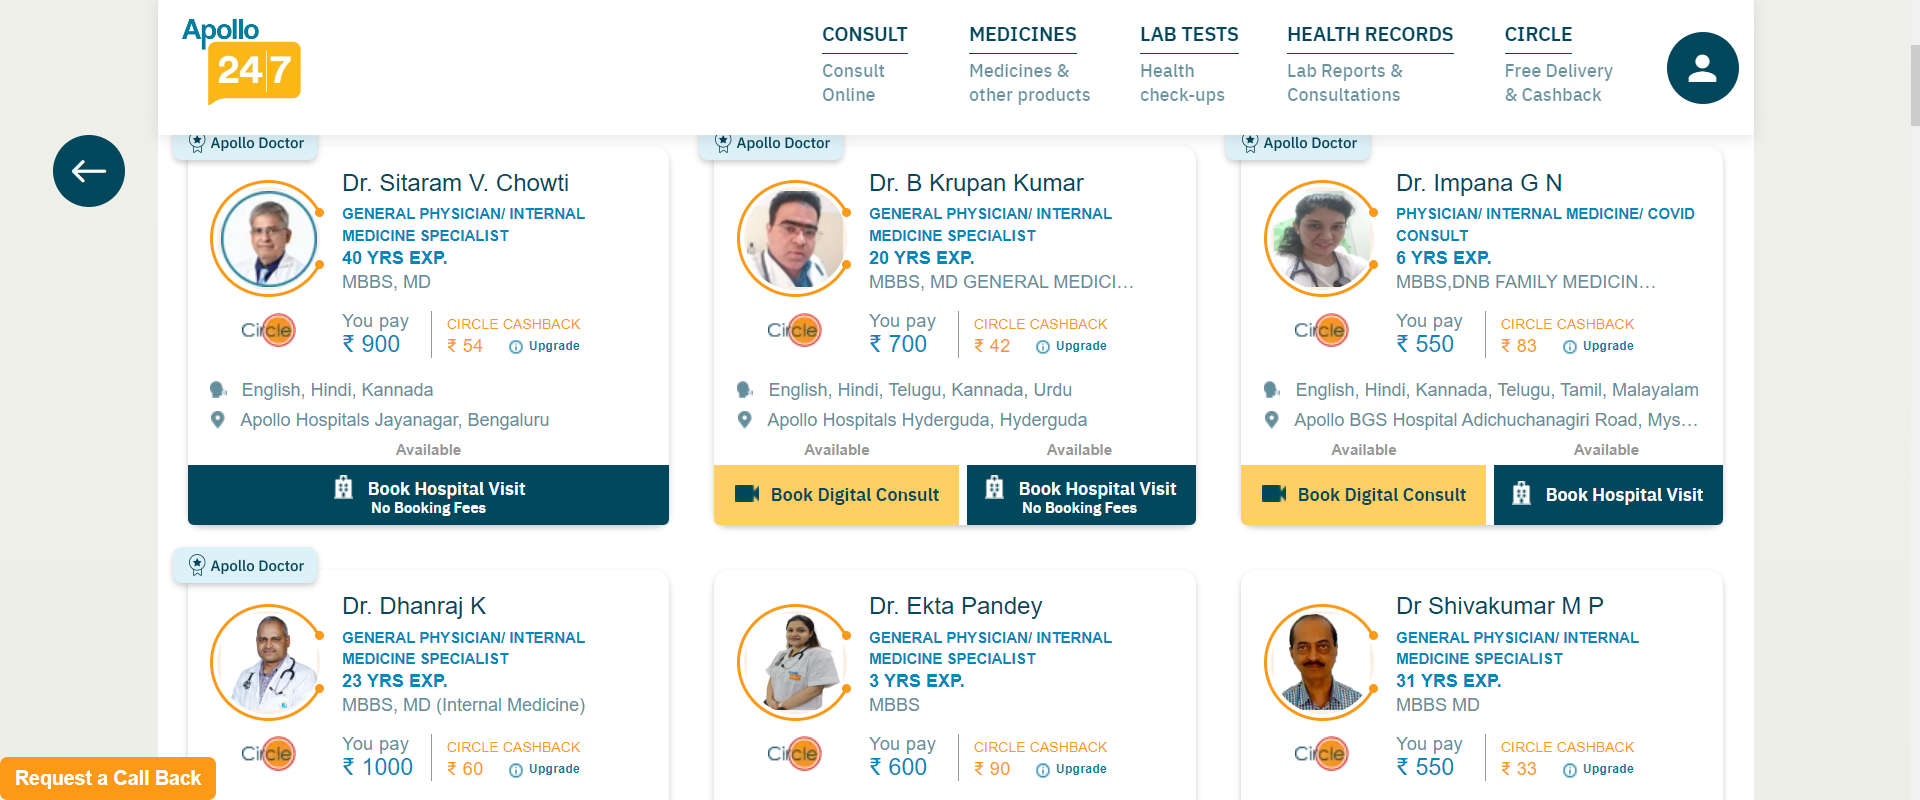 Apollo
24|7
CONSULT
Consult
Online
MEDICINES
Medicines &
other products
LAB TESTS
Health
check-ups
HEALTH RECORDS
Lab Reports &
Consultations
CIRCLE
Free Delivery
& Cashback
Apollo Doctor
Dr. Sitaram V. Chowti
GENERAL PHYSICIAN/ INTERNAL
MEDICINE SPECIALIST
40 YRS EXP.
MBBS, MD
Circle
You pay
₹ 900
CIRCLE CASHBACK
₹ 54
Upgrade
English, Hindi, Kannada
Apollo Hospitals Jayanagar, Bengaluru
Available
Book Hospital Visit
No Booking Fees
Apollo Doctor
Dr. B Krupan Kumar
GENERAL PHYSICIAN/ INTERNAL
MEDICINE SPECIALIST
20 YRS EXP.
MBBS, MD GENERAL MEDICI...
Circle
You pay
₹ 700
CIRCLE CASHBACK
₹ 42
Upgrade
English, Hindi, Telugu, Kannada, Urdu
Apollo Hospitals Hyderguda, Hyderguda
Available
Book Digital Consult
Available
Book Hospital Visit
No Booking Fees
Apollo Doctor
Dr. Impana G N
PHYSICIAN/ INTERNAL MEDICINE/ COVID
CONSULT
6 YRS EXP.
MBBS,DNB FAMILY MEDICIN...
Circle
You pay
₹ 550
CIRCLE CASHBACK
₹ 83
Upgrade
English, Hindi, Kannada, Telugu, Tamil, Malayalam
Apollo BGS Hospital Adichuchanagiri Road, Mys...
Available
Book Digital Consult
Available
Book Hospital Visit
Apollo Doctor
Dr. Dhanraj K
GENERAL PHYSICIAN/ INTERNAL
MEDICINE SPECIALIST
23 YRS EXP.
MBBS, MD (Internal Medicine)
Circle
You pay
₹ 1000
CIRCLE CASHBACK
₹ 60
Upgrade
Dr. Ekta Pandey
GENERAL PHYSICIAN/ INTERNAL
MEDICINE SPECIALIST
3 YRS EXP.
MBBS
Circle
You pay
₹ 600
CIRCLE CASHBACK
₹ 90
Upgrade
Dr Shivakumar M P
GENERAL PHYSICIAN/ INTERNAL
MEDICINE SPECIALIST
31 YRS EXP.
MBBS MD
Circle
You pay
₹ 550
CIRCLE CASHBACK
₹ 33
Upgrade
Request a Call Back